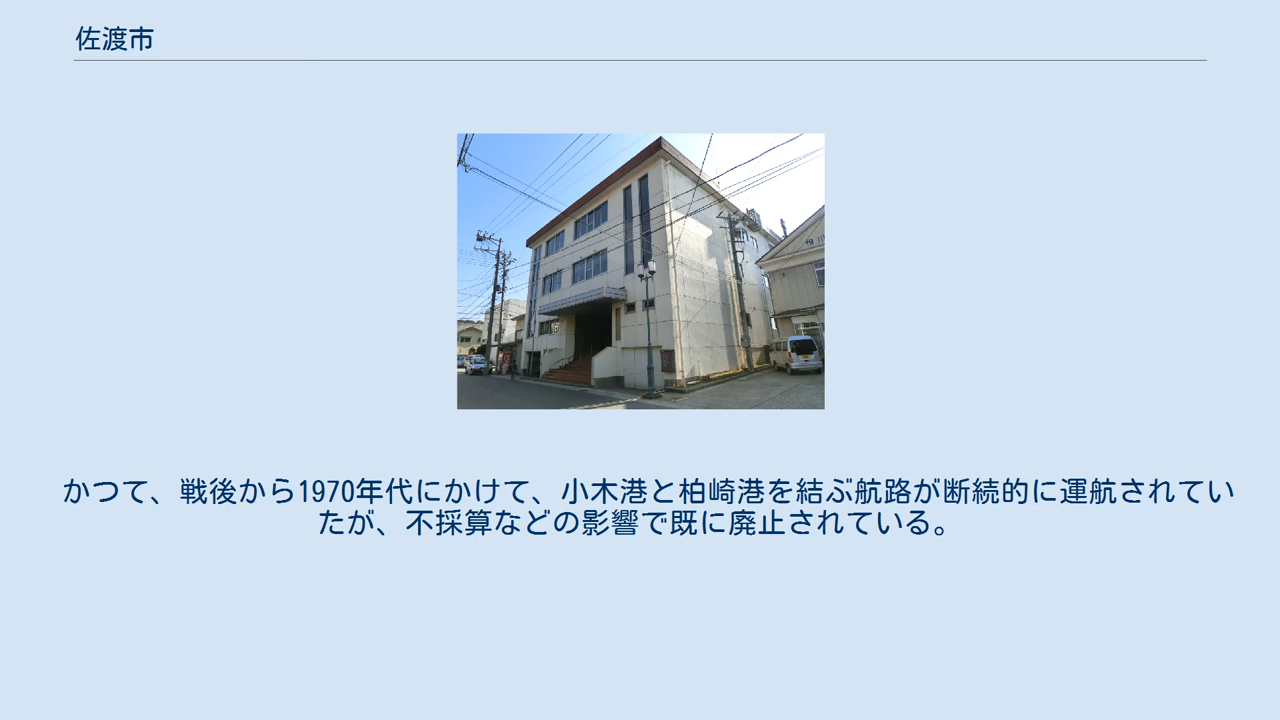 佐渡市
かつて、戦後から1970年代にかけて、小木港と柏崎港を結ぶ航路が断続的に運航されてい
たが、不採算などの影響で既に廃止されている。